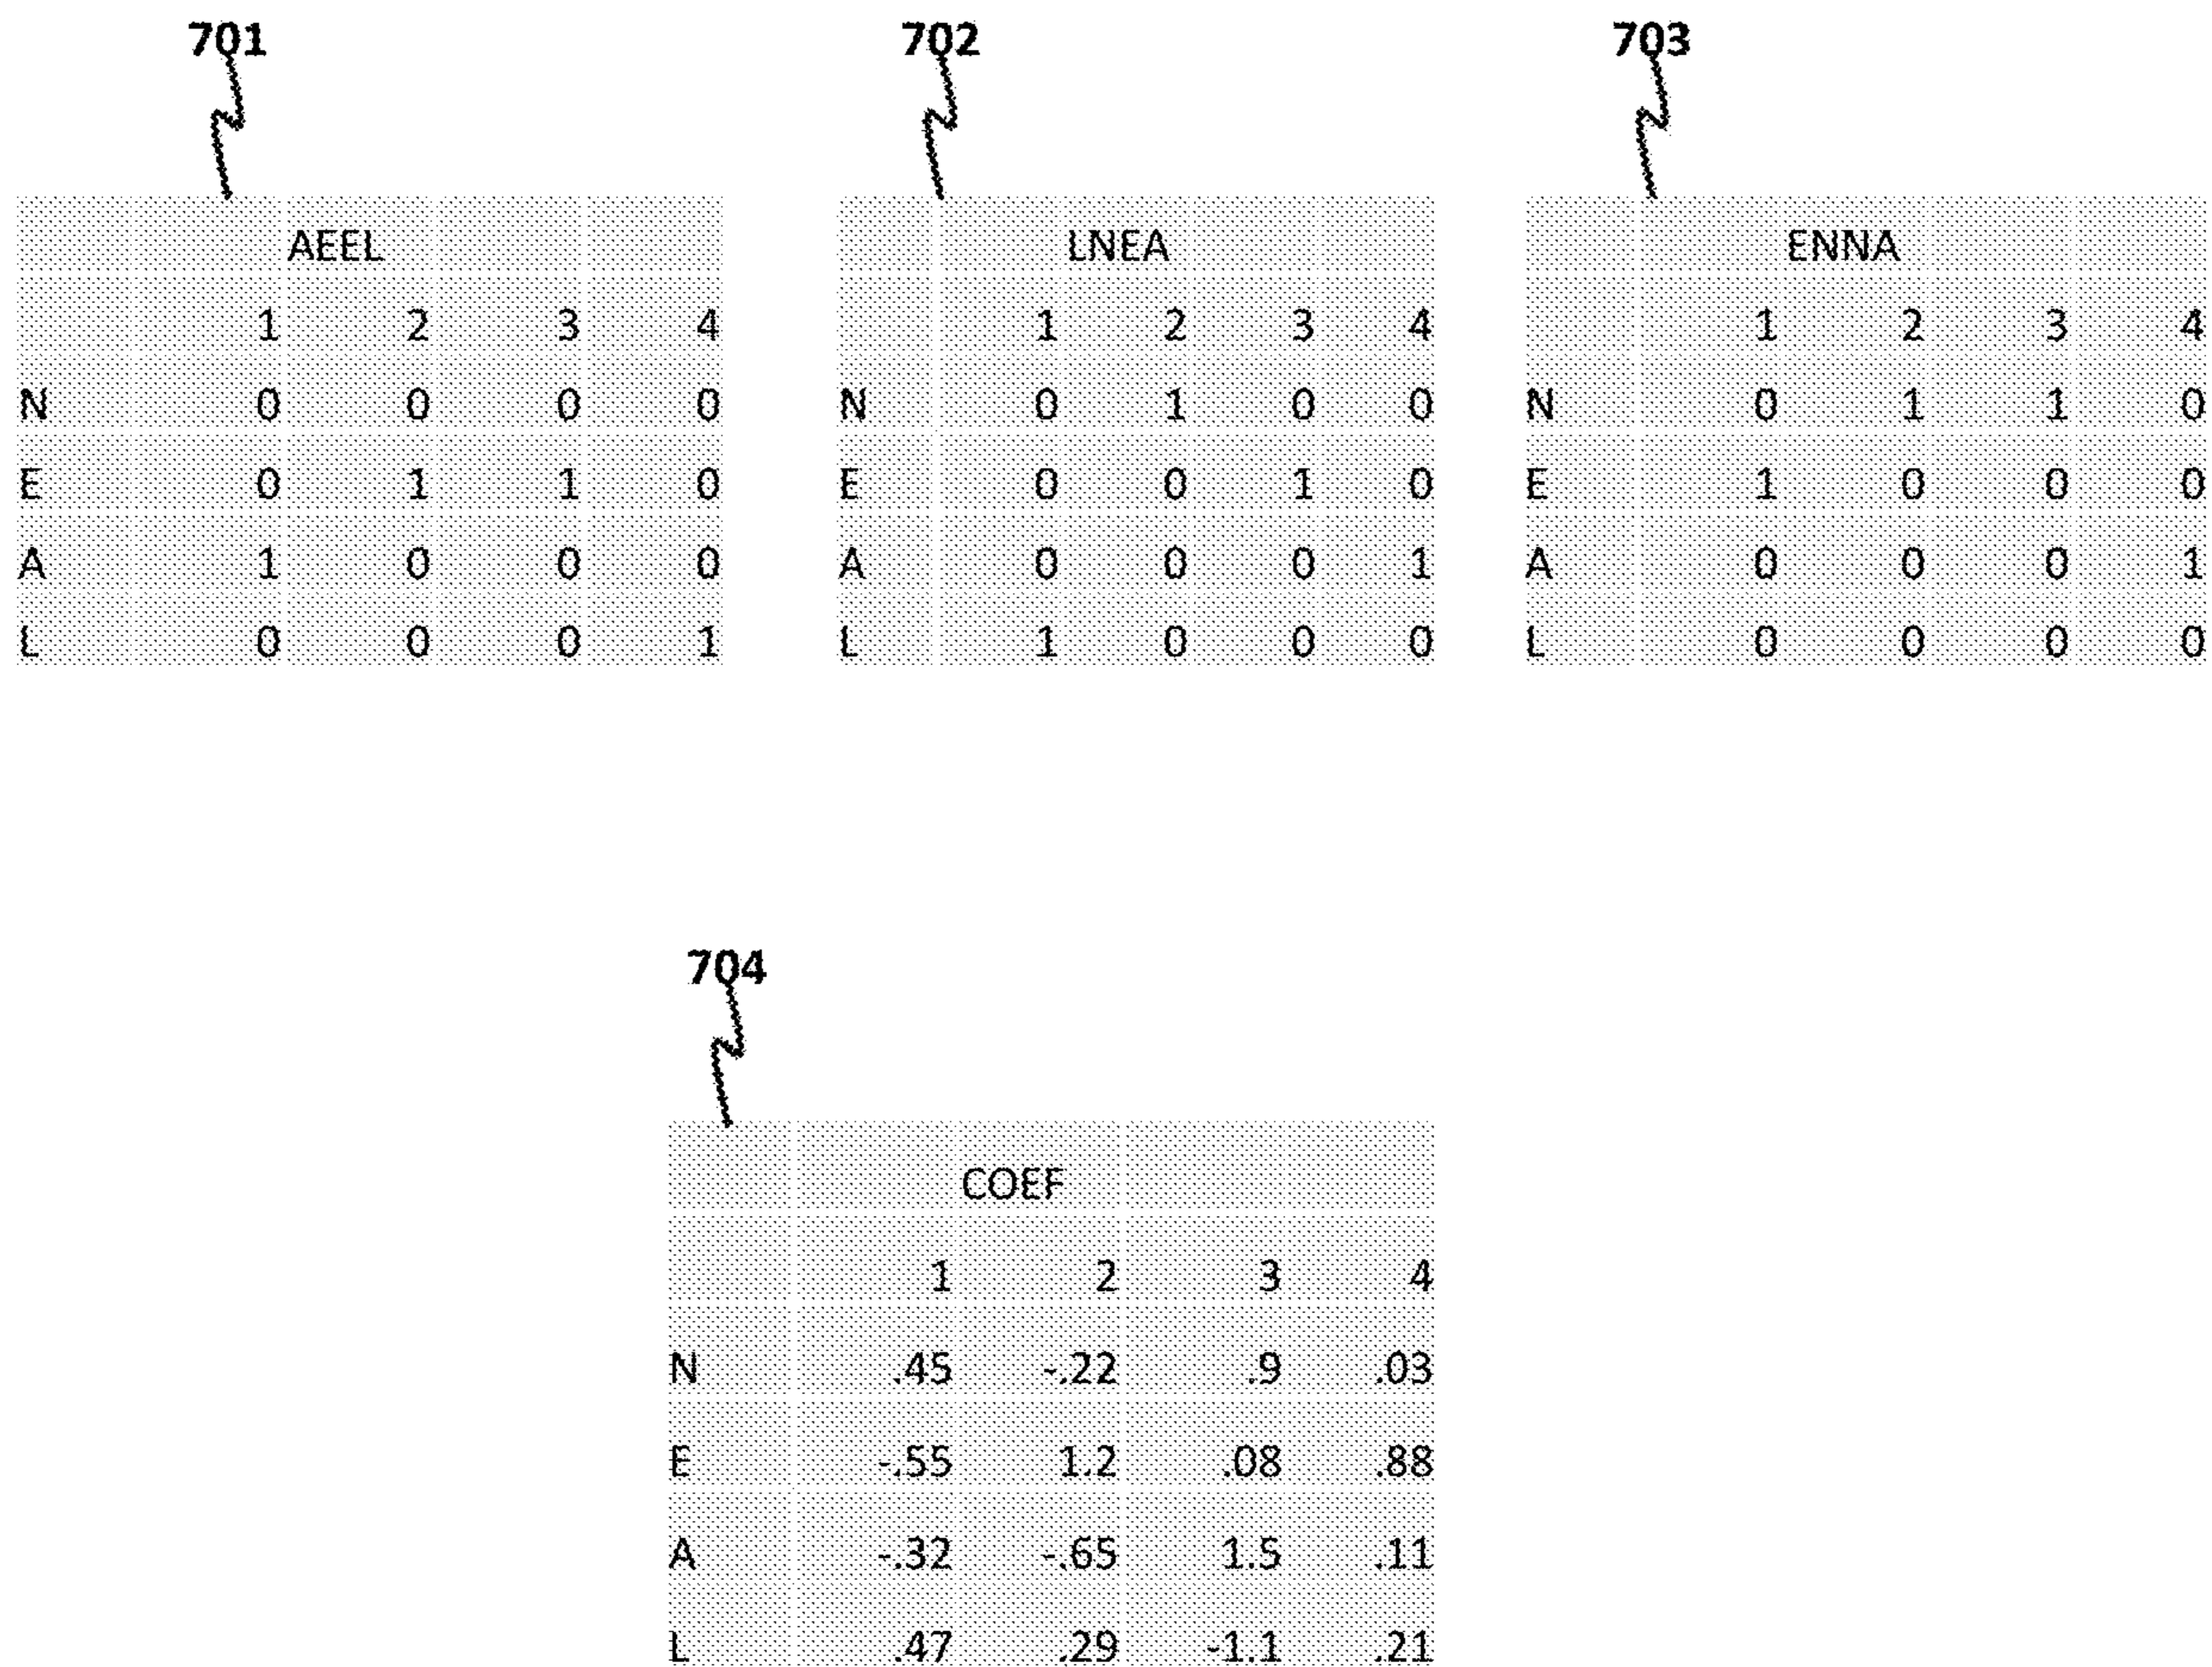 701
702
703
AEEL
1 2 3 4
N 0 0 0 0
E 0 1 1 0
A 1 0 0 0
L 0 0 0 1
LNEA
1 2 3 4
N 0 1 0 0
E 0 0 1 0
A 0 0 0 1
L 1 0 0 0
ENNA
1 2 3 4
N 0 1 1 0
E 1 0 0 0
A 0 0 0 1
L 0 0 0 0
704
COEF
1 2 3 4
N .45 -.22 .9 .03
E -.55 1.2 .08 .88
A -.32 -.65 1.5 .11
L .47 .29 -1.1 .21